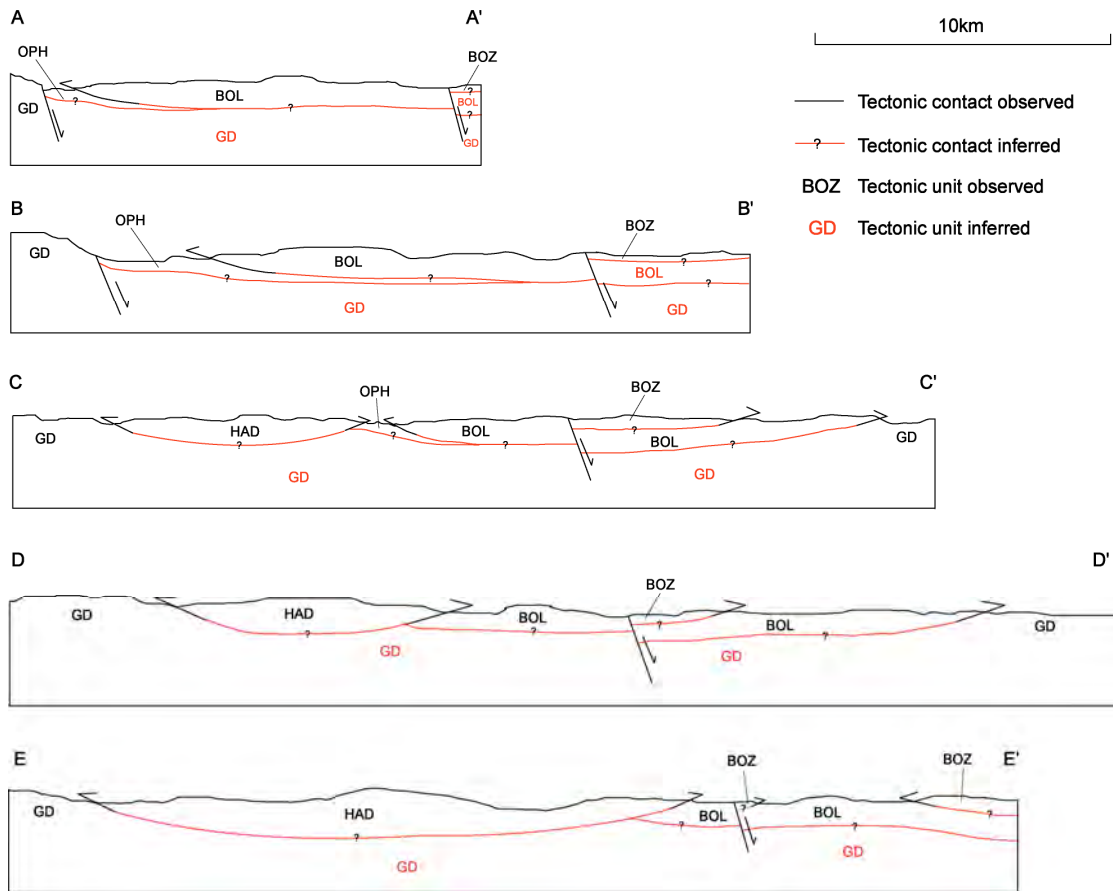 A
A'
OPH
BOZ
GD
?
BOL
?
?
BOL
?
GD
GD
10km
Tectonic contact observed
?
Tectonic contact inferred
BOZ
Tectonic unit observed
GD
Tectonic unit inferred
B
B'
OPH
BOZ
GD
BOL
?
BOL
?
?
?
GD
GD
C
C'
OPH
BOZ
GD
HAD
?
?
BOL
?
?
BOL
?
GD
GD
GD
D
D'
BOZ
GD
HAD
?
BOL
?
?
BOL
?
GD
GD
GD
E
E'
BOZ
BOZ
GD
HAD
?
?
BOL
?
BOL
?
?
GD
GD